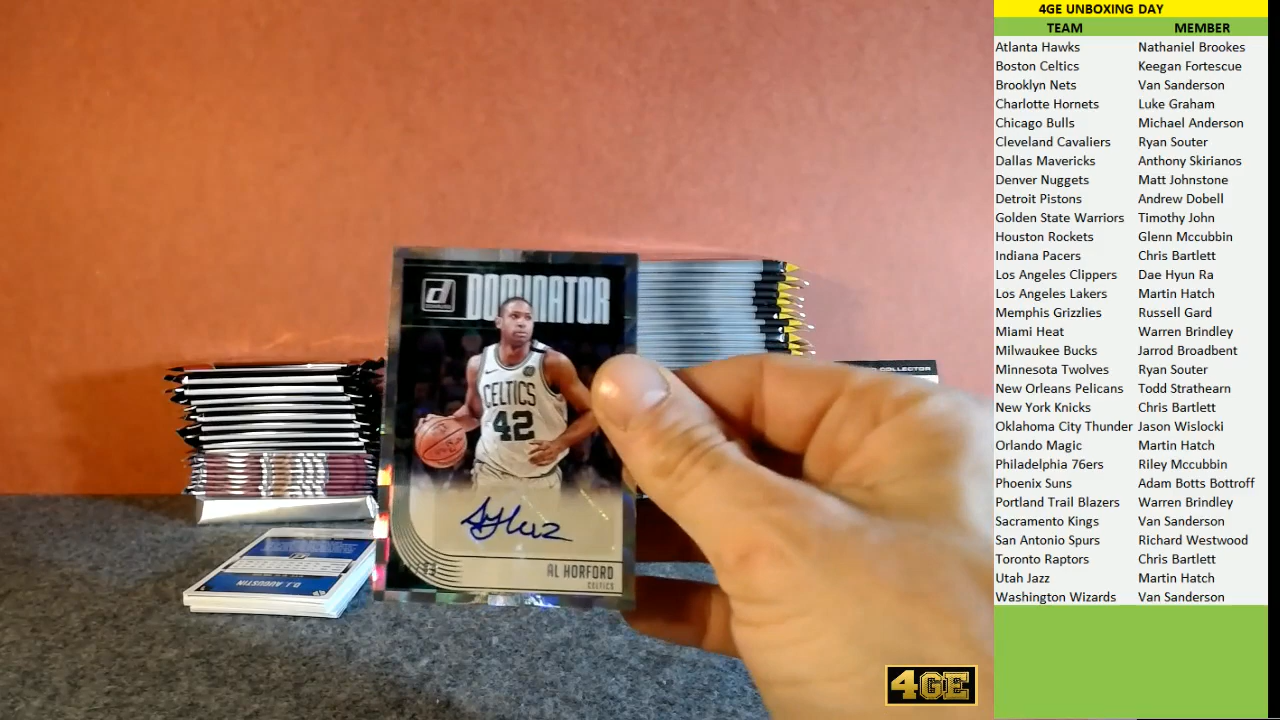 4GE UNBOXING DAY
TEAM MEMBER
Atlanta Hawks Nathaniel Brookes
Boston Celtics Keegan Fortescue
Brooklyn Nets Van Sanderson
Charlotte Hornets Luke Graham
Chicago Bulls Michael Anderson
Cleveland Cavaliers Ryan Souter
Dallas Mavericks Anthony Skirianos
Denver Nuggets Matt Johnstone
Detroit Pistons Andrew Dobell
Golden State Warriors Timothy John
Houston Rockets Glenn Mccubbin
Indiana Pacers Chris Bartlett
Los Angeles Clippers Dae Hyun Ra
Los Angeles Lakers Martin Hatch
Memphis Grizzlies Russell Gard
Miami Heat Warren Brindley
Milwaukee Bucks Jarrod Broadbent
Minnesota Twolves Ryan Souter
New Orleans Pelicans Todd Strathearn
New York Knicks Chris Bartlett
Oklahoma City Thunder Jason Wislocki
Orlando Magic Martin Hatch
Philadelphia 76ers Riley Mccubbin
Phoenix Suns Adam Botts Bottroff
Portland Trail Blazers Warren Brindley
Sacramento Kings Van Sanderson
San Antonio Spurs Richard Westwood
Toronto Raptors Chris Bartlett
Utah Jazz Martin Hatch
Washington Wizards Van Sanderson
d
DOMINATOR
CELTICS
42
AL HORFORD
CELTICS
COLLECTOR
D.J. AUGUSTIN
4GE